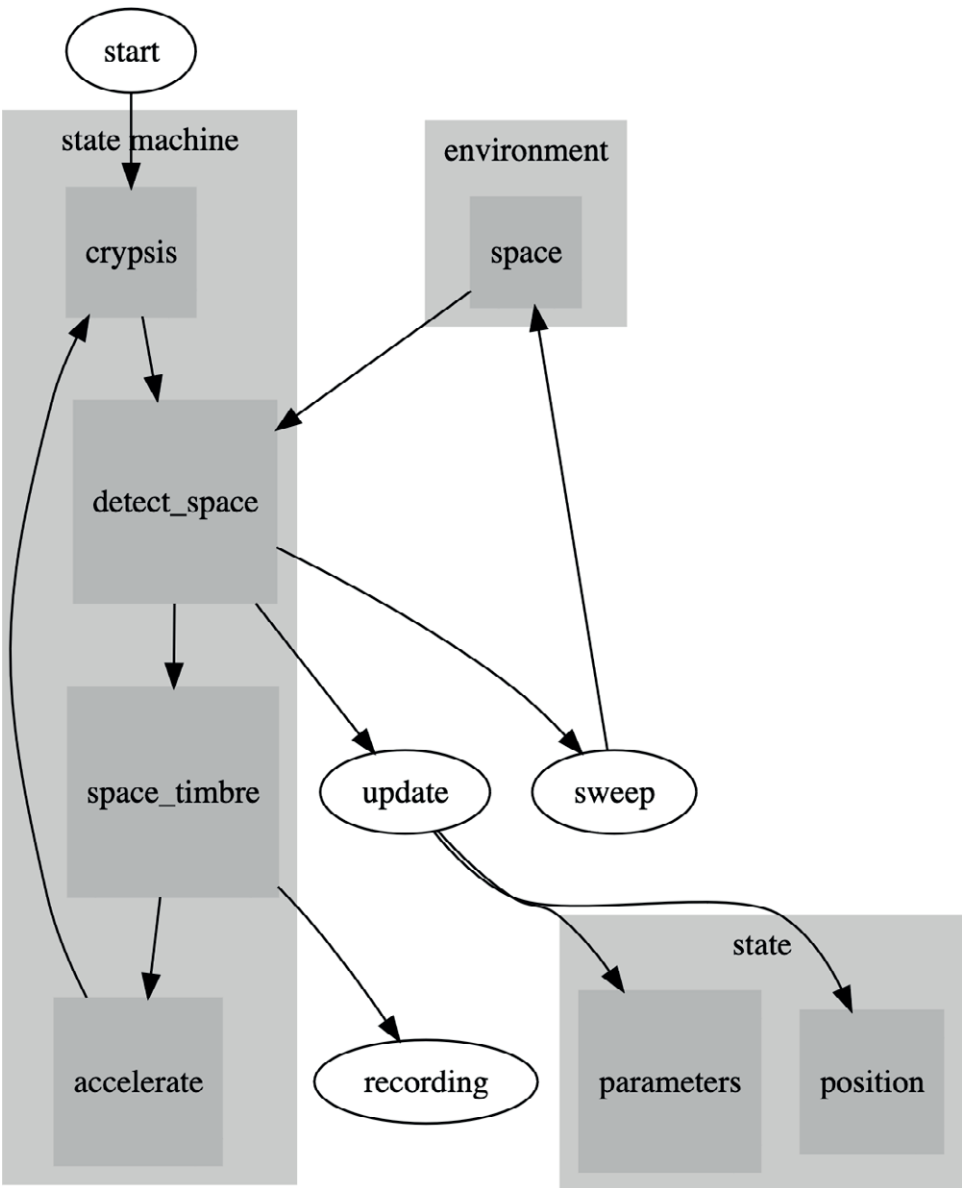 start
state machine
environment
crypsis
space
detect_space
space_timbre
update
sweep
state
accelerate
recording
parameters
position